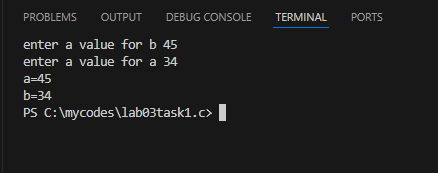 PROBLEMS OUTPUT DEBUG CONSOLE TERMINAL PORTS
enter a value for b 45
enter a value for a 34
a=45
b=34
PS C:\mycodes\lab03task1.c>